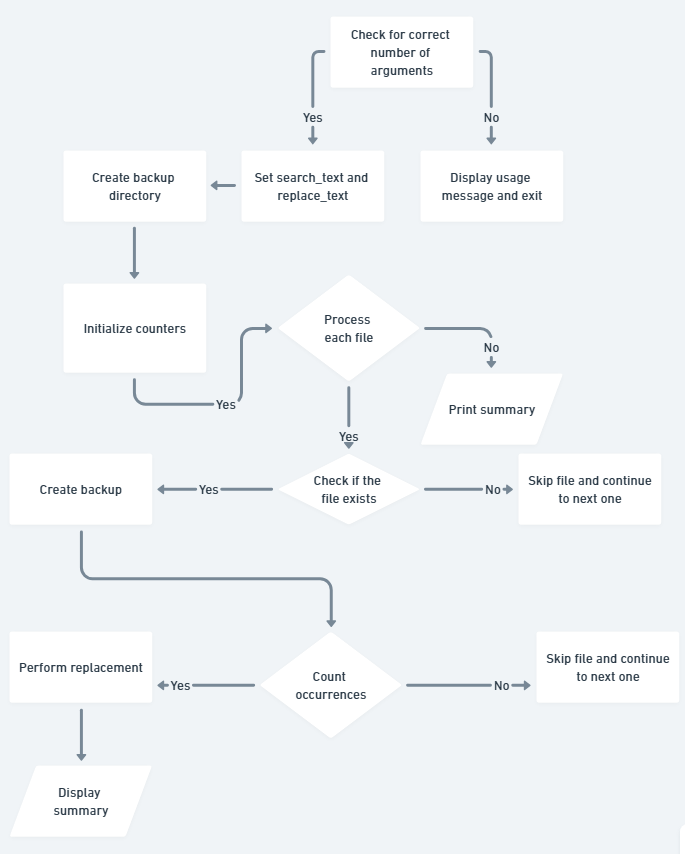 Check for correct
number of
arguments
Yes
No
Create backup
directory
Set search_text and
replace_text
Display usage
message and exit
Initialize counters
Process
each file
No
Yes
Print summary
Yes
Create backup
Yes
Check if the
file exists
No
Skip file and continue
to next one
Perform replacement
Yes
Count
occurrences
No
Skip file and continue
to next one
Display
summary